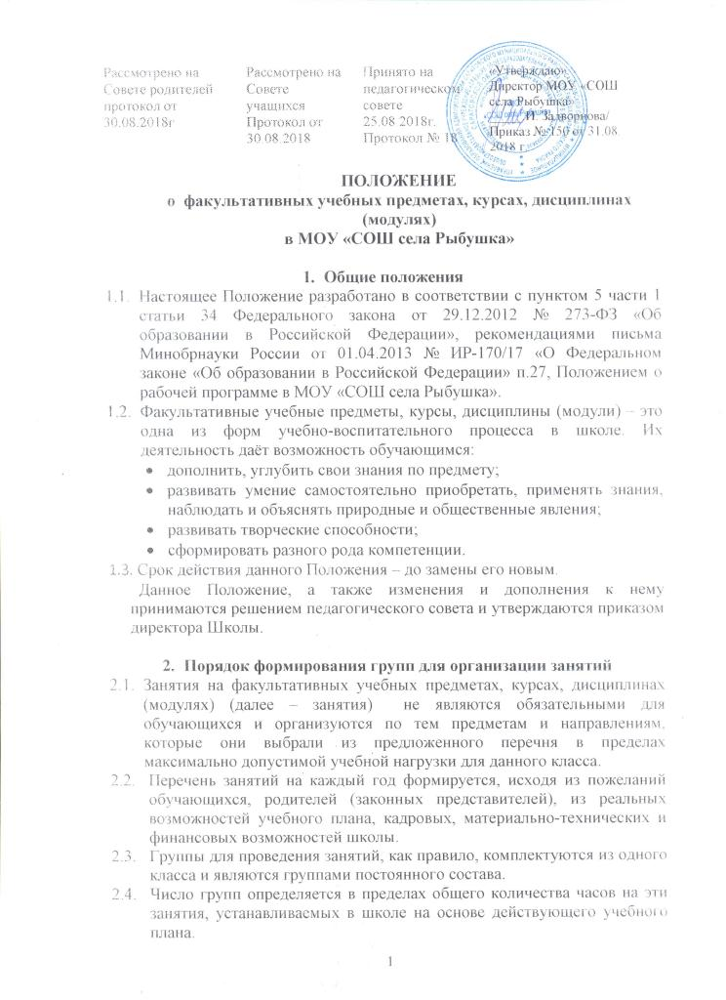 Рассмотрено на
Совете родителей
протокол от
30.08.2018г
Рассмотрено на
Совете
учащихся
Протокол от
30.08.2018
Принято на
педагогическом
совете
25.08 2018г.
Протокол № 18
«Утверждаю»
Директор МОУ «СОШ
села Рыбушка»
И. Задворнова/
Приказ № 150 от 31.08.
2018 г.
ПОЛОЖЕНИЕ
о факультативных учебных предметах, курсах, дисциплинах
(модулях)
в МОУ «СОШ села Рыбушка»
1. Общие положения
1.1. Настоящее Положение разработано в соответствии с пунктом 5 части 1
статьи 34 Федерального закона от 29.12.2012 № 273-ФЗ «Об
образовании в Российской Федерации», рекомендациями письма
Минобрнауки России от 01.04.2013 № ИР-170/17 «О Федеральном
законе «Об образовании в Российской Федерации» п.27, Положением о
рабочей программе в МОУ «СОШ села Рыбушка».
1.2. Факультативные учебные предметы, курсы, дисциплины (модули) – это
одна из форм учебно-воспитательного процесса в школе. Их
деятельность даёт возможность обучающимся:
• дополнить, углубить свои знания по предмету;
• развивать умение самостоятельно приобретать, применять знания,
наблюдать и объяснять природные и общественные явления;
• развивать творческие способности;
• сформировать разного рода компетенции.
1.3. Срок действия данного Положения – до замены его новым.
Данное Положение, а также изменения и дополнения к нему
принимаются решением педагогического совета и утверждаются приказом
директора Школы.
2. Порядок формирования групп для организации занятий
2.1. Занятия на факультативных учебных предметах, курсах, дисциплинах
(модулях) (далее – занятия) не являются обязательными для
обучающихся и организуются по тем предметам и направлениям,
которые они выбрали из предложенного перечня в пределах
максимально допустимой учебной нагрузки для данного класса.
2.2. Перечень занятий на каждый год формируется, исходя из пожеланий
обучающихся, родителей (законных представителей), из реальных
возможностей учебного плана, кадровых, материально-технических и
финансовых возможностей школы.
2.3. Группы для проведения занятий, как правило, комплектуются из одного
класса и являются группами постоянного состава.
2.4. Число групп определяется в пределах общего количества часов на эти
занятия, устанавливаемых в школе на основе действующего учебного
плана.
1